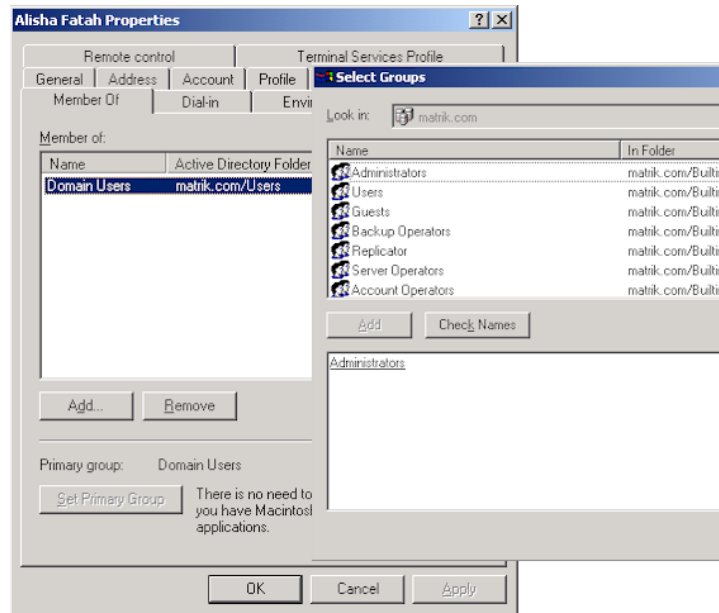 Alisha Fatah Properties
Remote control Terminal Services Profile
General Address Account Profile
Member Of Dial-in Envi
Member of:
Name Active Directory Folder
Domain Users matrik.com/Users
Add... Remove
Primary group: Domain Users
Set Primary Group There is no need to
you have Macintosh
applications.
OK Cancel Apply
Select Groups
Look in: matrik.com
Name In Folder
Administrators matrik.com/Builti
Users matrik.com/Builti
Guests matrik.com/Builti
Backup Operators matrik.com/Builti
Replicator matrik.com/Builti
Server Operators matrik.com/Builti
Account Operators matrik.com/Builti
Add Check Names
Administrators